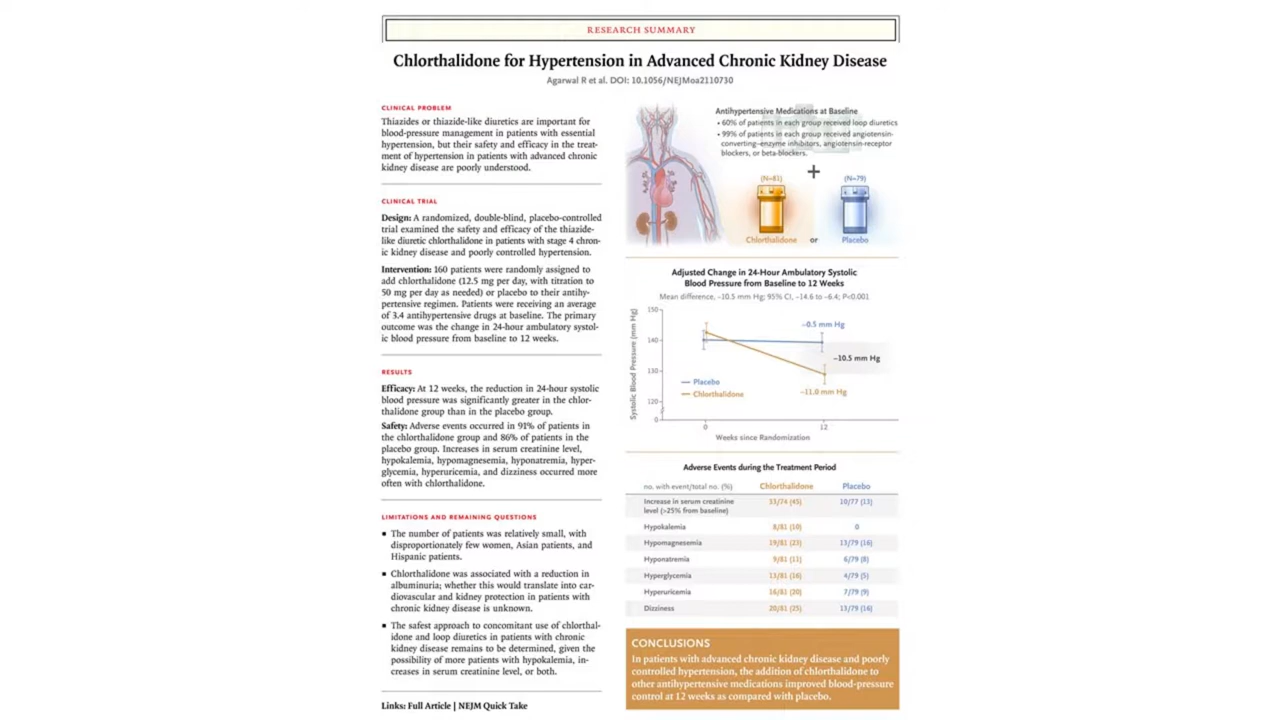 RESEARCH SUMMARY
Chlorthalidone for Hypertension in Advanced Chronic Kidney Disease
Agarwal R et al. DOI: 10.1056/NEJMoa2110730
CLINICAL PROBLEM
Thiazides or thiazide-like diuretics are important for
blood-pressure management in patients with essential
hypertension, but their safety and efficacy in the treat-
ment of hypertension in patients with advanced chronic
kidney disease are poorly understood.
CLINICAL TRIAL
Design: A randomized, double-blind, placebo-controlled
trial examined the safety and efficacy of the thiazide-
like diuretic chlorthalidone in patients with stage 4 chron-
ic kidney disease and poorly controlled hypertension.
Intervention: 160 patients were randomly assigned to
add chlorthalidone (12.5 mg per day, with titration to
50 mg per day as needed) or placebo to their antihy-
pertensive regimen. Patients were receiving an average
of 3.4 antihypertensive drugs at baseline. The primary
outcome was the change in 24-hour ambulatory systol-
ic blood pressure from baseline to 12 weeks.
RESULTS
Efficacy: At 12 weeks, the reduction in 24-hour systolic
blood pressure was significantly greater in the chlor-
thalidone group than in the placebo group.
Safety: Adverse events occurred in 91% of patients in
the chlorthalidone group and 86% of patients in the
placebo group. Increases in serum creatinine level,
hypokalemia, hypomagnesemia, hyponatremia, hyper-
glycemia, hyperuricemia, and dizziness occurred more
often with chlorthalidone.
LIMITATIONS AND REMAINING QUESTIONS
▪ The number of patients was relatively small, with
disproportionately few women, Asian patients, and
Hispanic patients.
▪ Chlorthalidone was associated with a reduction in
albuminuria; whether this would translate into car-
diovascular and kidney protection in patients with
chronic kidney disease is unknown.
▪ The safest approach to concomitant use of chlorthal-
idone and loop diuretics in patients with chronic
kidney disease remains to be determined, given the
possibility of more patients with hypokalemia, in-
creases in serum creatinine level, or both.
Links: Full Article | NEJM Quick Take
Antihypertensive Medications at Baseline
• 60% of patients in each group received loop diuretics
• 99% of patients in each group received angiotensin-
converting–enzyme inhibitors, angiotensin-receptor
blockers, or beta-blockers.
+
(N=81) (N=79)
Chlorthalidone or Placebo
Adjusted Change in 24-Hour Ambulatory Systolic
Blood Pressure from Baseline to 12 Weeks
Mean difference, −10.5 mm Hg; 95% CI, −14.6 to −6.4; P<0.001
Systolic Blood Pressure (mm Hg)
150
−0.5 mm Hg
140
−10.5 mm Hg
130
Placebo
Chlorthalidone −11.0 mm Hg
120
0
0 12
Weeks since Randomization
Adverse Events during the Treatment Period
no. with event/total no. (%) Chlorthalidone Placebo
Increase in serum creatinine 33/74 (45) 10/77 (13)
level (>25% from baseline)
Hypokalemia 8/81 (10) 0
Hypomagnesemia 19/81 (23) 13/79 (16)
Hyponatremia 9/81 (11) 6/79 (8)
Hyperglycemia 13/81 (16) 4/79 (5)
Hyperuricemia 16/81 (20) 7/79 (9)
Dizziness 20/81 (25) 13/79 (16)
CONCLUSIONS
In patients with advanced chronic kidney disease and poorly
controlled hypertension, the addition of chlorthalidone to
other antihypertensive medications improved blood-pressure
control at 12 weeks as compared with placebo.